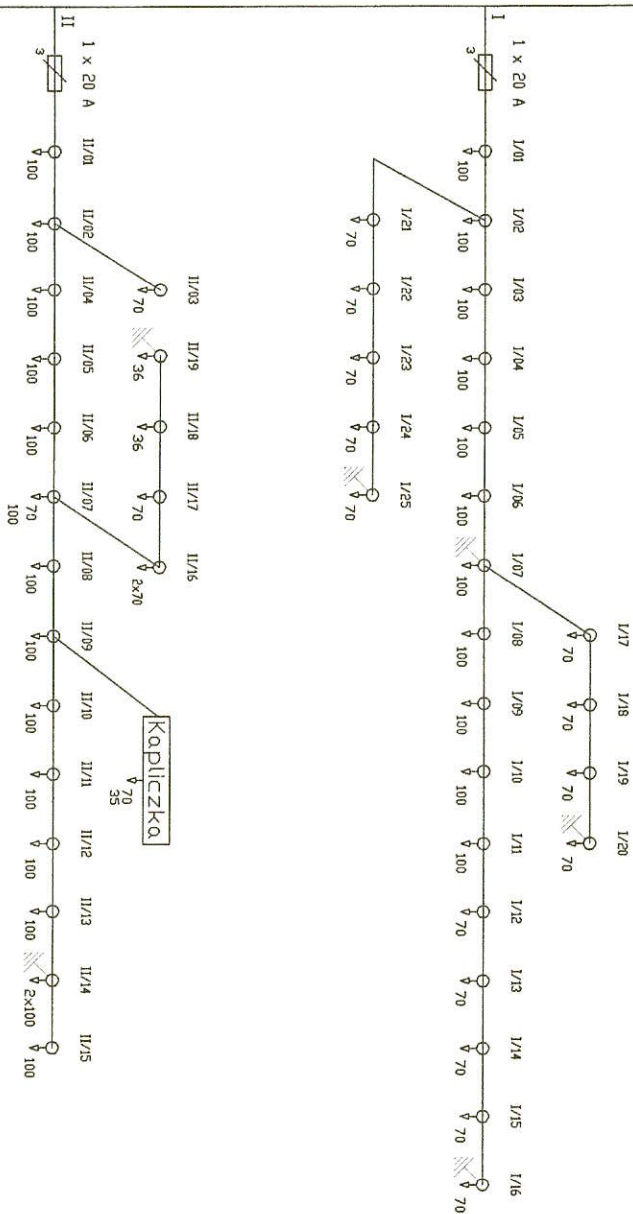 I
1 x 20 A
3
I/01
100
I/02
100
I/03
100
I/04
100
I/05
100
I/06
100
I/07
100
I/08
100
I/09
100
I/10
100
I/11
100
I/12
70
I/13
70
I/14
70
I/15
70
I/16
70
I/17
70
I/18
70
I/19
70
I/20
70
I/21
70
I/22
70
I/23
70
I/24
70
I/25
70
II
1 x 20 A
3
II/01
100
II/02
100
II/03
70
II/04
100
II/05
100
II/06
100
II/07
70
100
II/08
100
II/09
100
II/10
100
II/11
100
II/12
100
II/13
100
II/14
2x100
II/15
100
II/19
36
II/18
36
II/17
70
II/16
2x70
Kapliczka
70
35